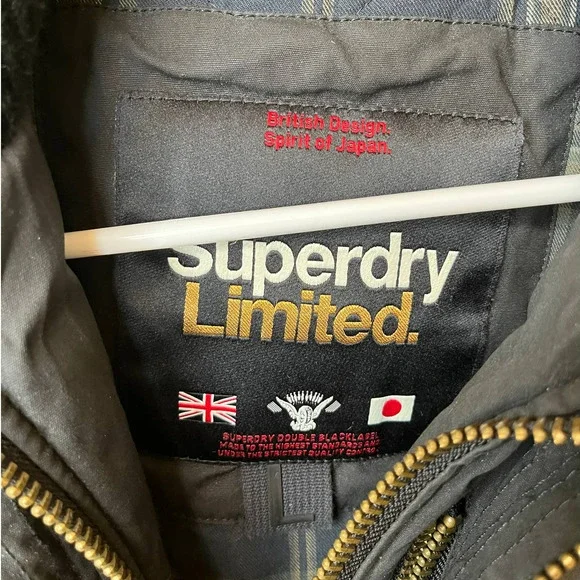 British Design.
Spirit of Japan.
Superdry
Limited.
SUPERDRY DOUBLE BLACKLABEL
MADE TO THE HIGHEST STANDARDS AND
UNDER THE STRICTEST QUALITY CONTROL
L